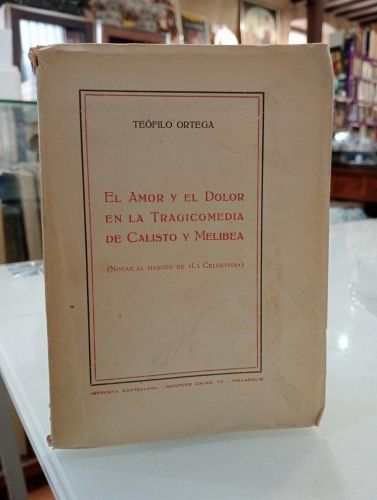 TEÓFILO ORTEGA
EL AMOR Y EL DOLOR
EN LA TRAGICOMEDIA
DE CALISTO Y MELIBEA
(NOTAS AL MARGEN DE «LA CELESTINA»)
IMPRENTA CASTELLANA. - MONTERO CALVO, 17. - VALLADOLID